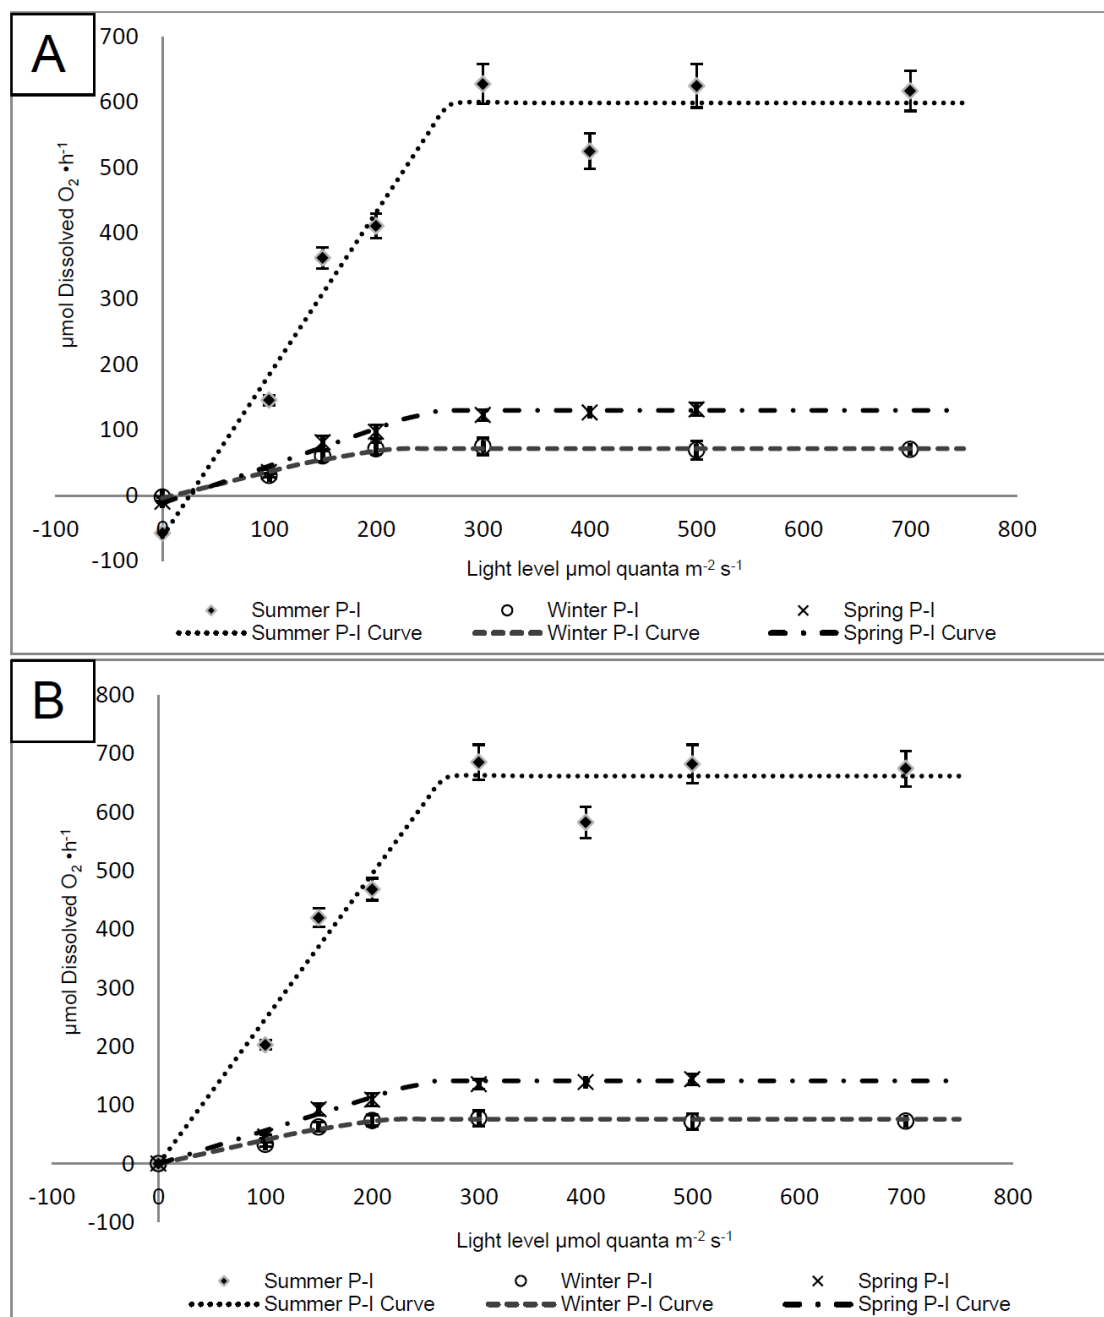 A
700
600
500
400
300
200
100
0
-100
µmol Dissolved O₂ •h⁻¹
-100 0 100 200 300 400 500 600 700 800
Light level µmol quanta m⁻² s⁻¹
Summer P-I Winter P-I Spring P-I
Summer P-I Curve Winter P-I Curve Spring P-I Curve
B
800
700
600
500
400
300
200
100
0
-100
µmol Dissolved O₂ •h⁻¹
-100 0 100 200 300 400 500 600 700 800
Light level µmol quanta m⁻² s⁻¹
Summer P-I Winter P-I Spring P-I
Summer P-I Curve Winter P-I Curve Spring P-I Curve